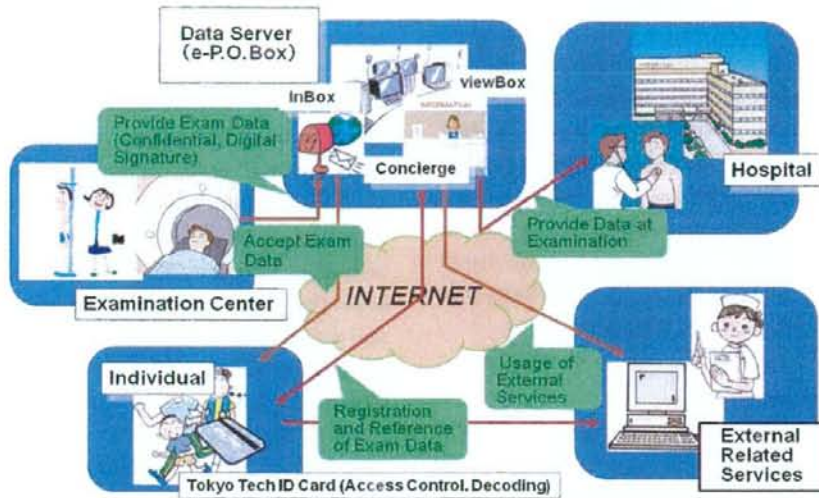 Data Server
(e-P.O.Box)
inBox
viewBox
Concierge
Provide Exam Data
(Confidential, Digital
Signature)
Hospital
Accept Exam
Data
Provide Data at
Examination
Examination Center
INTERNET
Individual
Usage of
External
Services
Registration
and Reference
of Exam Data
External
Related
Services
Tokyo Tech ID Card (Access Control. Decoding)